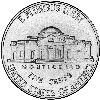 E PLURIBUS UNUM
MONTICELLO
FIVE CENTS
UNITED STATES OF AMERICA